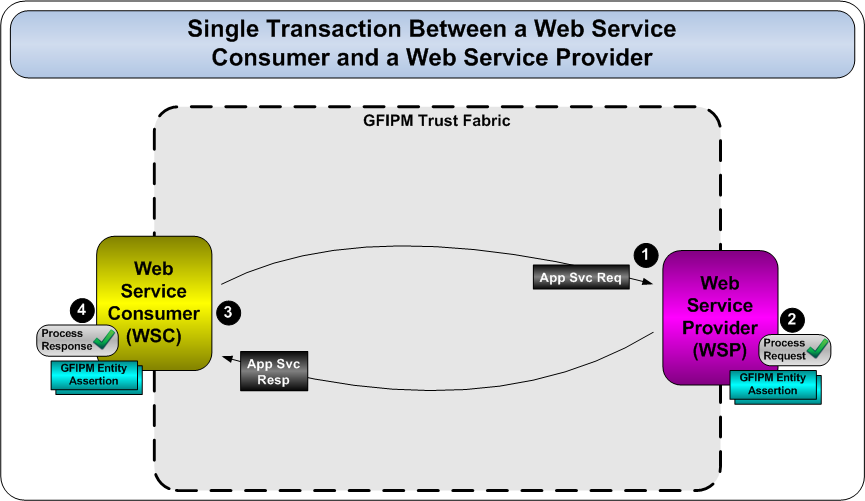 Single Transaction Between a Web Service
Consumer and a Web Service Provider
GFIPM Trust Fabric
1
App Svc Req
Web
Service
Consumer
(WSC)
3
4
Process
Response
GFIPM Entity
Assertion
App Svc
Resp
Web
Service
Provider
(WSP)
2
Process
Request
GFIPM Entity
Assertion